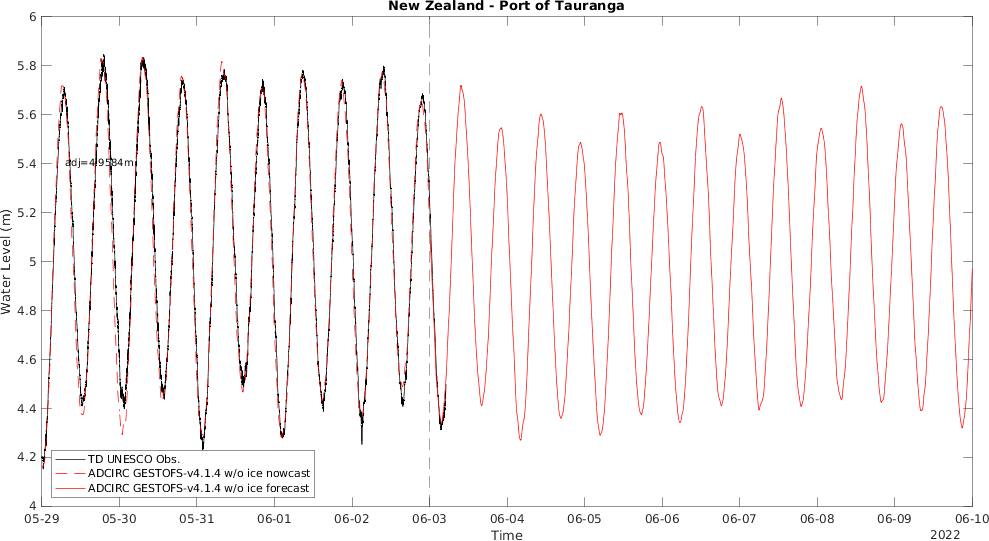 New Zealand - Port of Tauranga
6
5.8
5.6
5.4
5.2
5
4.8
4.6
4.4
4.2
4
Water Level (m)
adj=4.9584m
TD UNESCO Obs.
ADCIRC GESTOFS-v4.1.4 w/o ice nowcast
ADCIRC GESTOFS-v4.1.4 w/o ice forecast
05-29 05-30 05-31 06-01 06-02 06-03 06-04 06-05 06-06 06-07 06-08 06-09 06-10
Time
2022